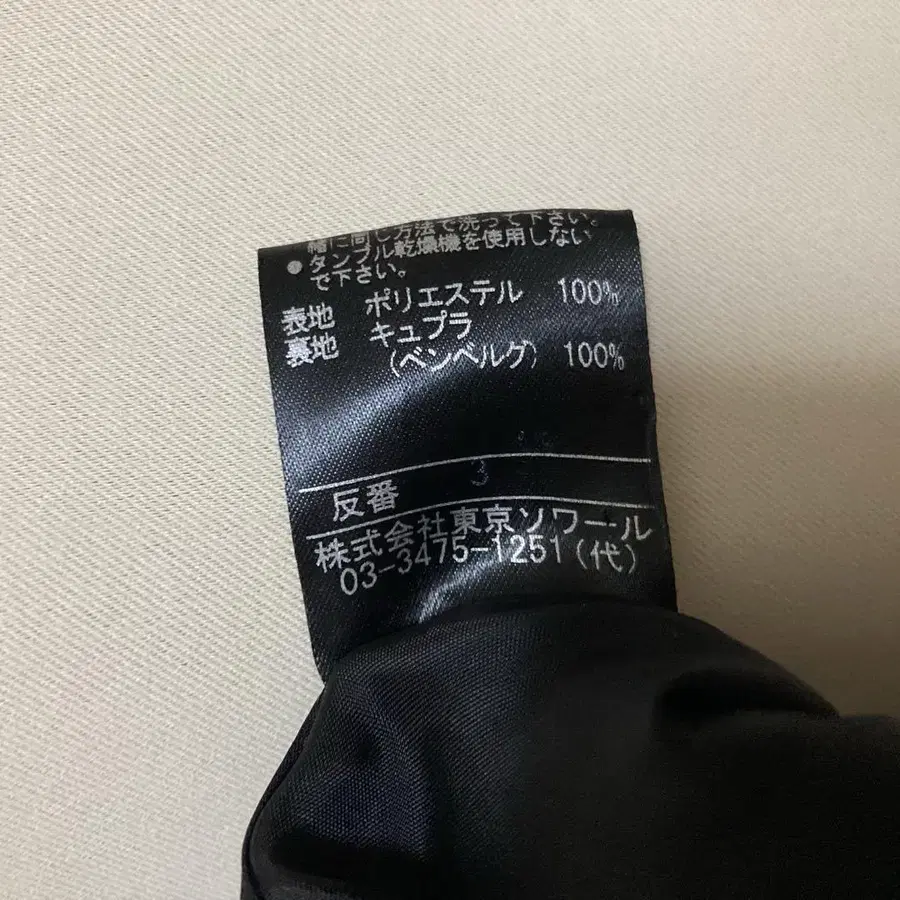 緒に同じ方法で洗って下さい。
●タンブル乾燥機を使用しない
で下さい。
表地 ポリエステル 100%
裏地 キュプラ
(ベンベルグ) 100%
反番 3
株式会社東京ソワール
03-3475-1251(代)